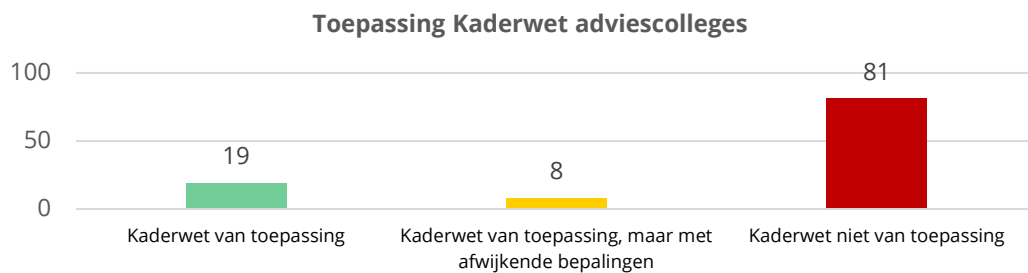 Toepassing Kaderwet adviescolleges
100
50
0
19
8
81
Kaderwet van toepassing
Kaderwet van toepassing, maar met
afwijkende bepalingen
Kaderwet niet van toepassing